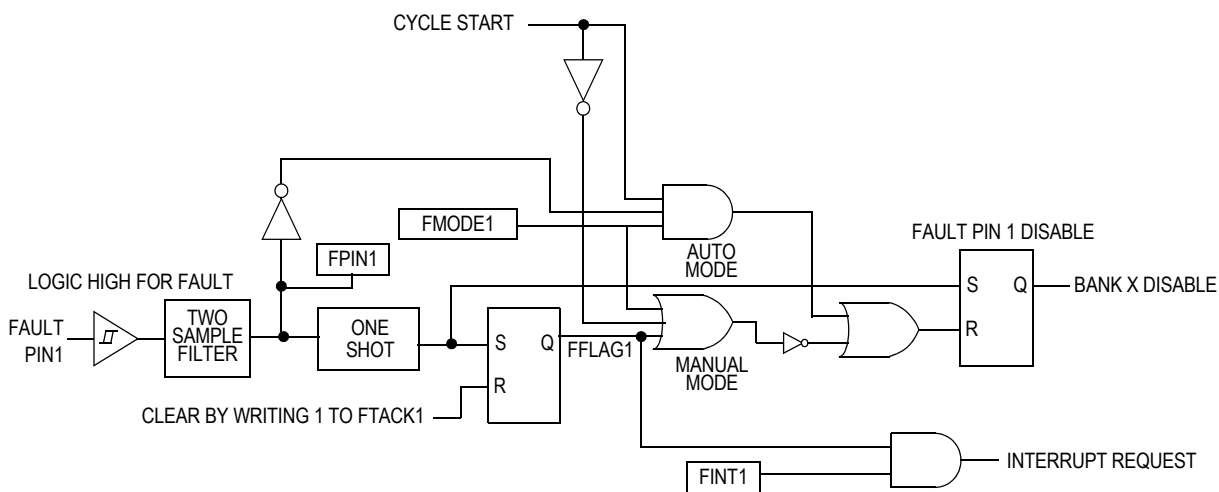 CYCLE START
FMODE1
AUTO
MODE
FAULT PIN 1 DISABLE
FPIN1
LOGIC HIGH FOR FAULT
S
Q
BANK X DISABLE
FAULT
PIN1
TWO
SAMPLE
FILTER
ONE
SHOT
S
Q
FFLAG1
R
MANUAL
MODE
R
CLEAR BY WRITING 1 TO FTACK1
INTERRUPT REQUEST
FINT1